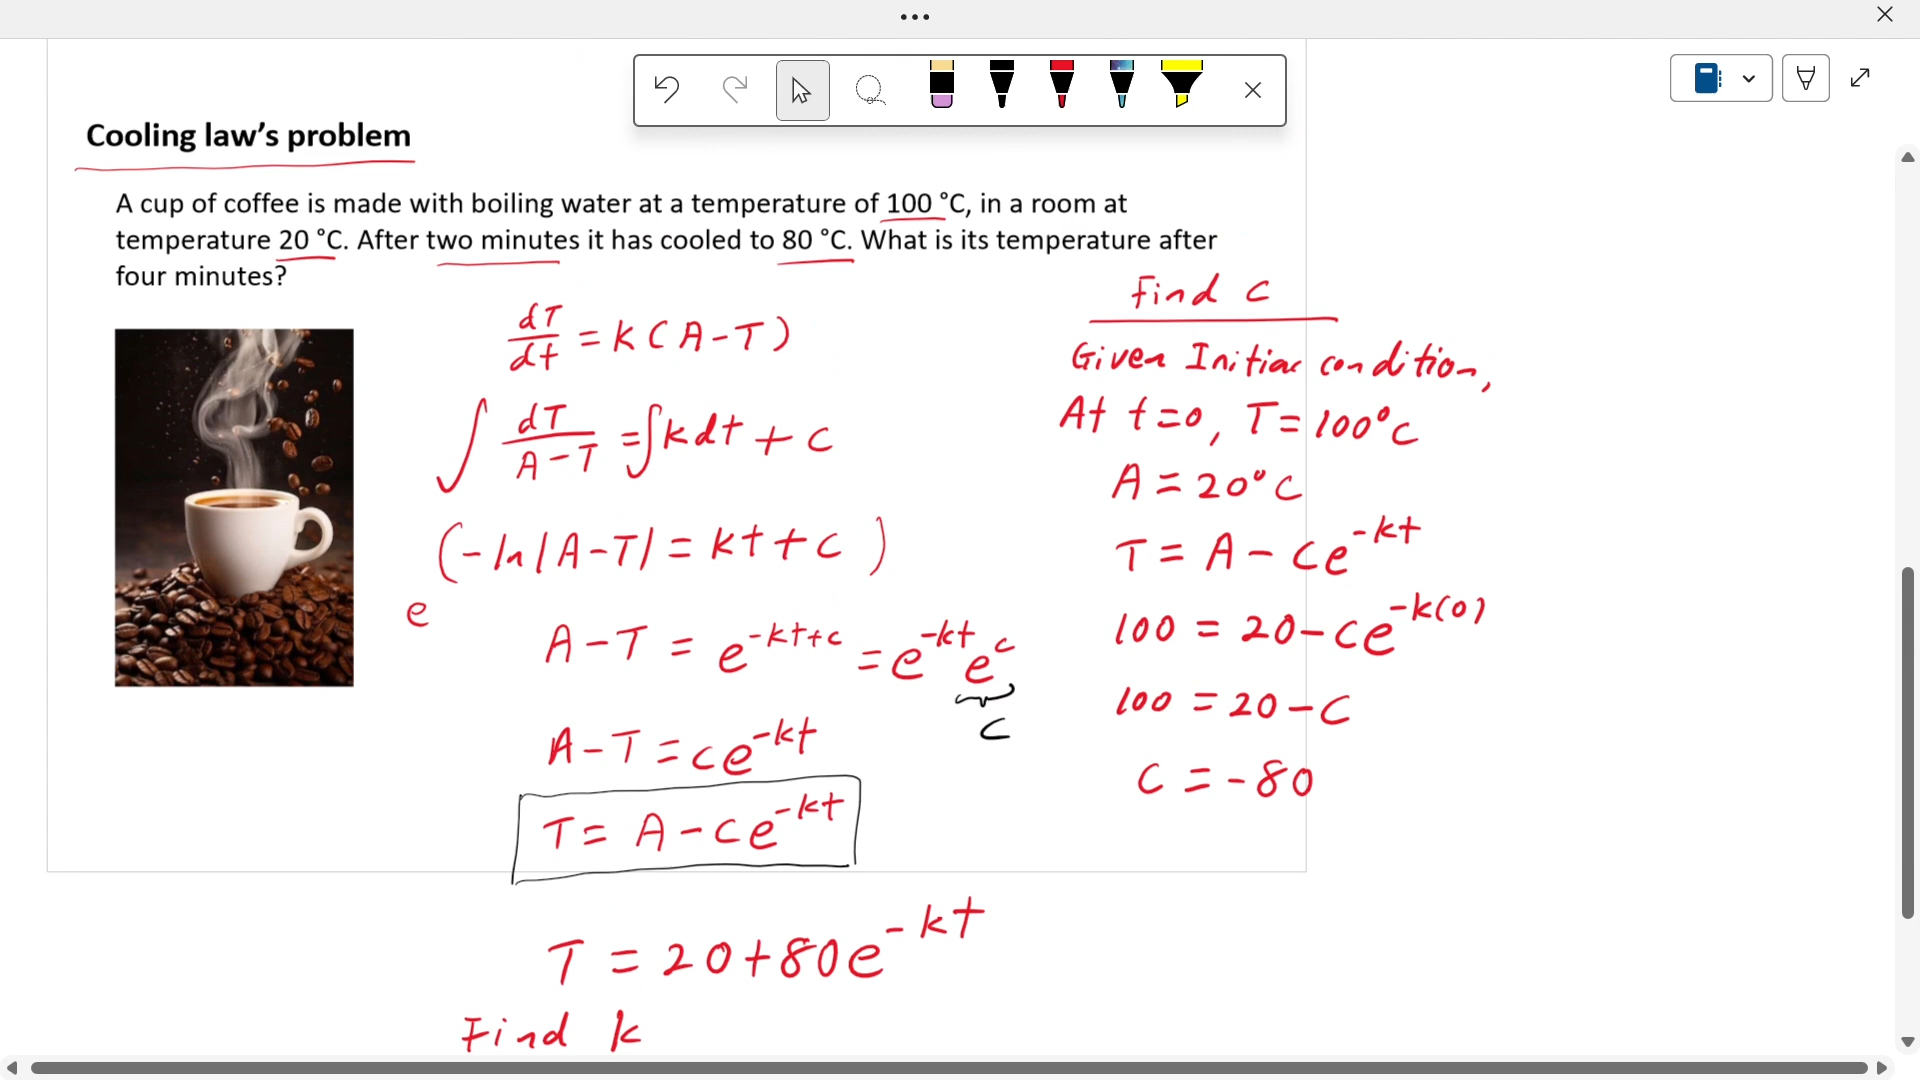 Cooling law’s problem
A cup of coffee is made with boiling water at a temperature of 100 °C, in a room at
temperature 20 °C. After two minutes it has cooled to 80 °C. What is its temperature after
four minutes?
dT/dt = k(A-T)
∫ dT/(A-T) = ∫kdt + c
(-ln|A-T| = kt+c )
e
A-T = e^(-kt+c) = e^(-kt) e^c
c
A-T = ce^(-kt)
T = A-ce^(-kt)
T = 20+80e^(-kt)
Find k
Find c
Given Initial condition,
At t=0, T=100°C
A = 20°C
T = A-ce^(-kt)
100 = 20-ce^(-k(0))
100 = 20-C
C = -80